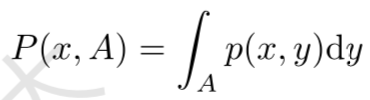 P(x, A) = ∫_A p(x, y)dy